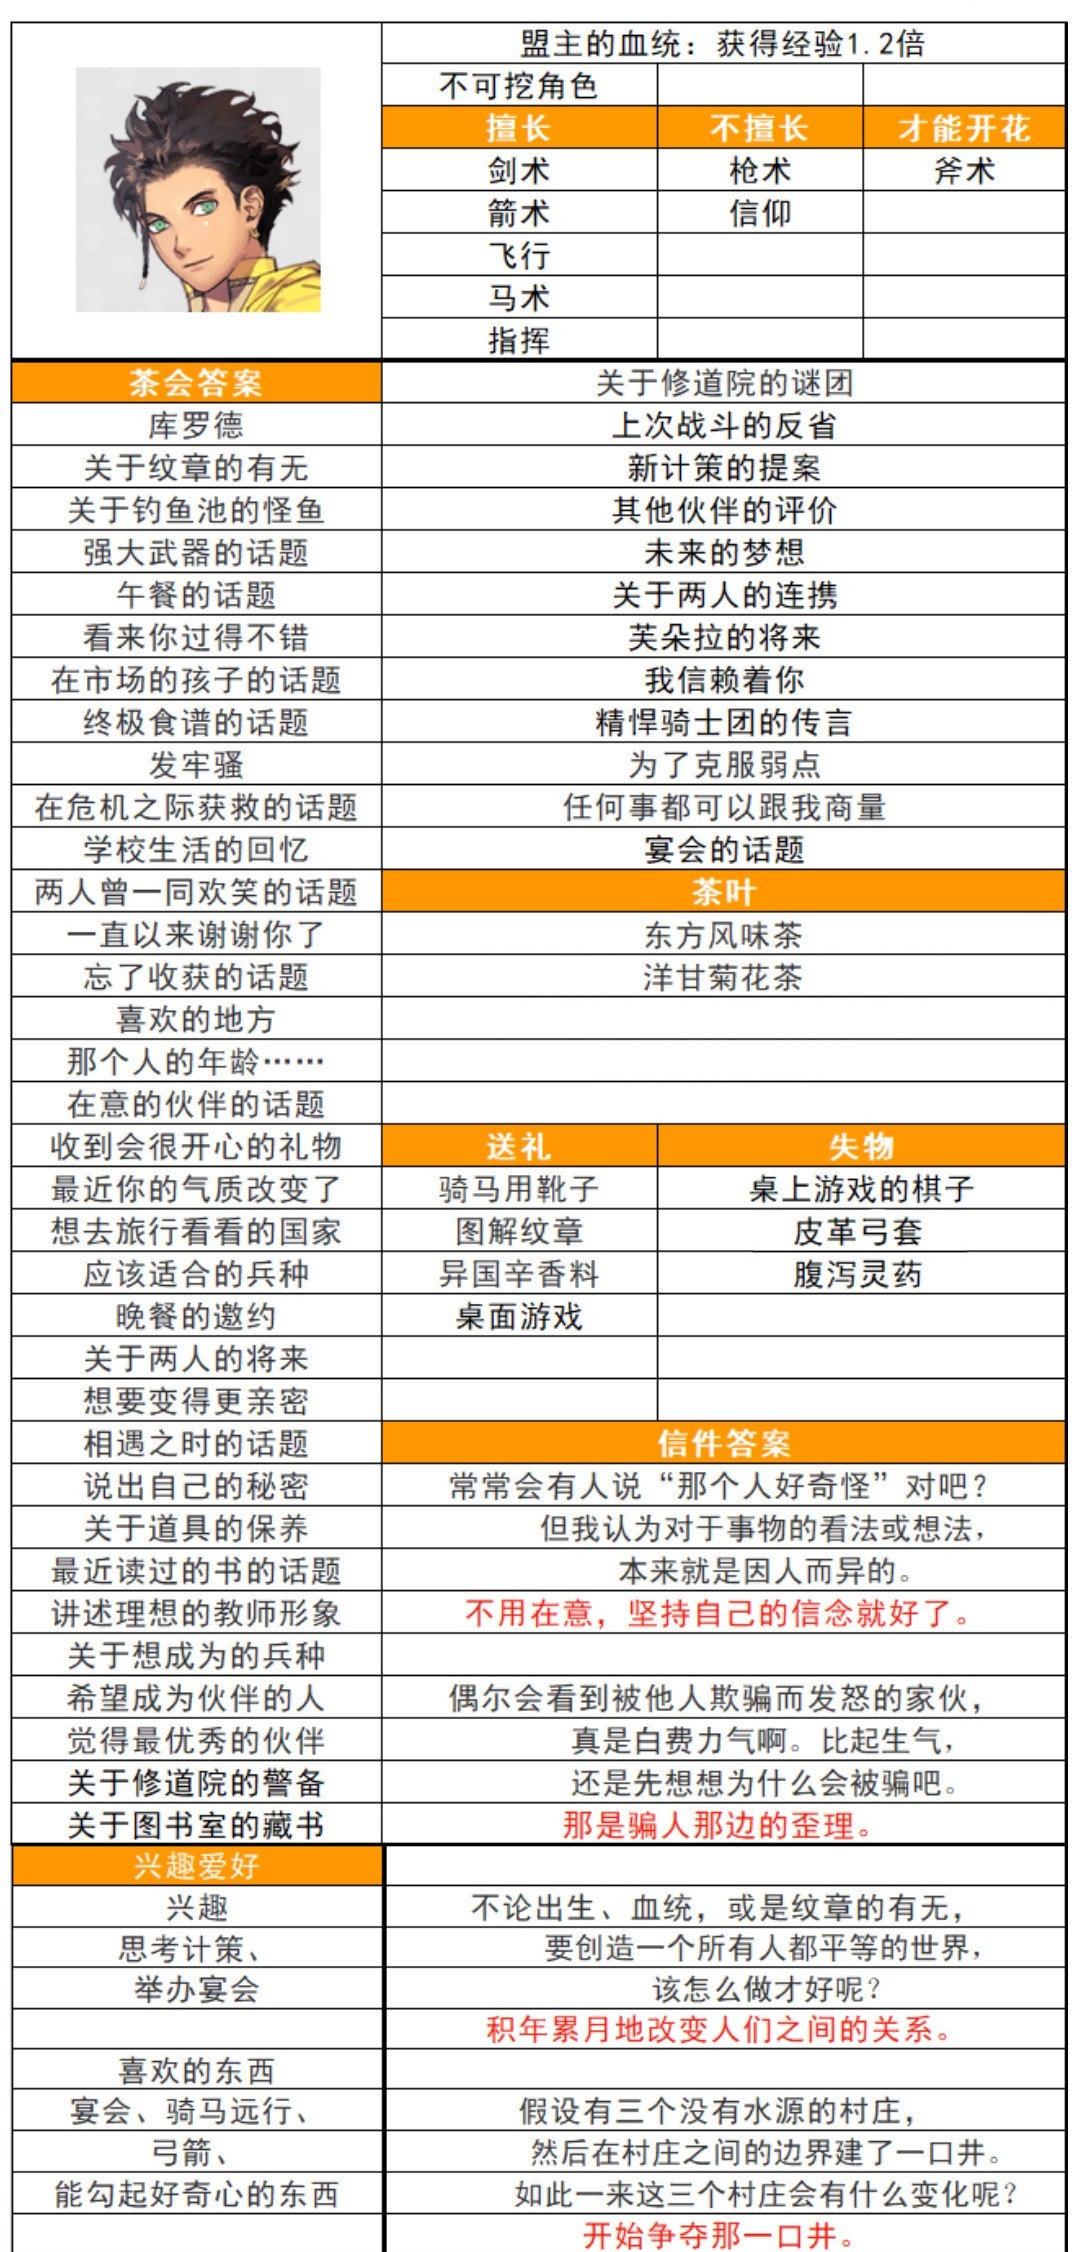 盟主的血统：获得经验1.2倍
不可挖角色
擅长 不擅长 才能开花
剑术 枪术 斧术
箭术 信仰
飞行
马术
指挥
茶会答案 关于修道院的谜团
库罗德 上次战斗的反省
关于纹章的有无 新计策的提案
关于钓鱼池的怪鱼 其他伙伴的评价
强大武器的话题 未来的梦想
午餐的话题 关于两人的连携
看来你过得不错 芙朵拉的将来
在市场的孩子的话题 我信赖着你
终极食谱的话题 精悍骑士团的传言
发牢骚 为了克服弱点
在危机之际获救的话题 任何事都可以跟我商量
学校生活的回忆 宴会的话题
两人曾一同欢笑的话题 茶叶
一直以来谢谢你了 东方风味茶
忘了收获的话题 洋甘菊花茶
喜欢的地方
那个人的年龄……
在意的伙伴的话题
收到会很开心的礼物 送礼 失物
最近你的气质改变了 骑马用靴子 桌上游戏的棋子
想去旅行看看的国家 图解纹章 皮革弓套
应该适合的兵种 异国辛香料 腹泻灵药
晚餐的邀约 桌面游戏
关于两人的将来
想要变得更亲密
相遇之时的话题 信件答案
说出自己的秘密 常常会有人说“那个人好奇怪”对吧？
关于道具的保养 但我认为对于事物的看法或想法，
最近读过的书的话题 本来就是因人而异的。
讲述理想的教师形象 不用在意，坚持自己的信念就好了。
关于想成为的兵种
希望成为伙伴的人 偶尔会看到被他人欺骗而发怒的家伙，
觉得最优秀的伙伴 真是白费力气啊。比起生气，
关于修道院的警备 还是先想想为什么会被骗吧。
关于图书室的藏书 那是骗人那边的歪理。
兴趣爱好
兴趣 不论出生、血统，或是纹章的有无，
思考计策、 要创造一个所有人都平等的世界，
举办宴会 该怎么做才好呢？
积年累月地改变人们之间的关系。
喜欢的东西
宴会、骑马远行、 假设有三个没有水源的村庄，
弓箭、 然后在村庄之间的边界建了一口井。
能勾起好奇心的东西 如此一来这三个村庄会有什么变化呢？
开始争夺那一口井。